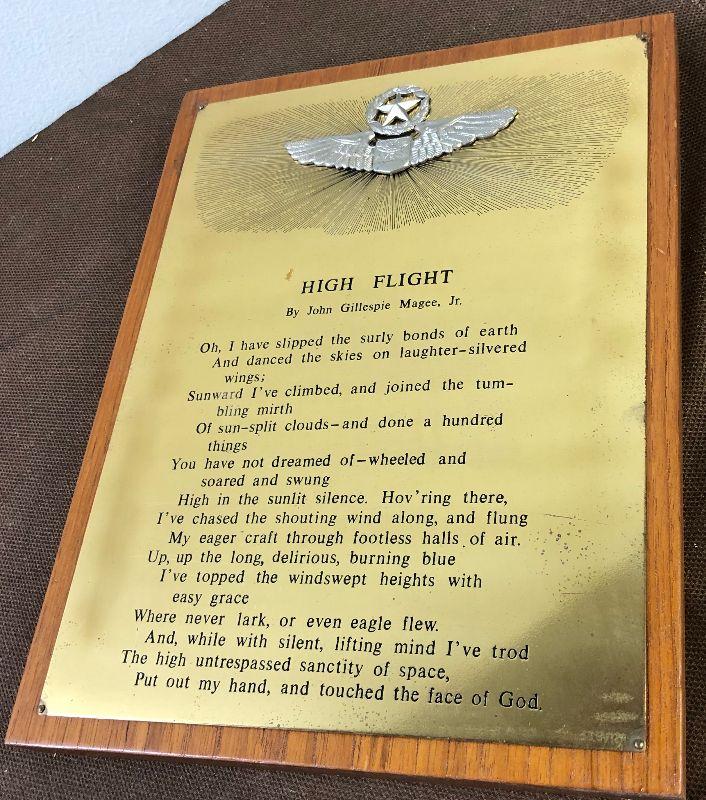 HIGH FLIGHT
By John Gillespie Magee, Jr.
Oh, I have slipped the surly bonds of earth
And danced the skies on laughter-silvered
wings;
Sunward I've climbed, and joined the tum-
bling mirth
Of sun-split clouds-and done a hundred
things
You have not dreamed of-wheeled and
soared and swung
High in the sunlit silence. Hov'ring there,
I've chased the shouting wind along, and flung
My eager craft through footless halls of air.
Up, up the long, delirious, burning blue
I've topped the windswept heights with
easy grace
Where never lark, or even eagle flew.
And, while with silent, lifting mind I've trod
The high untrespassed sanctity of space,
Put out my hand, and touched the face of God.